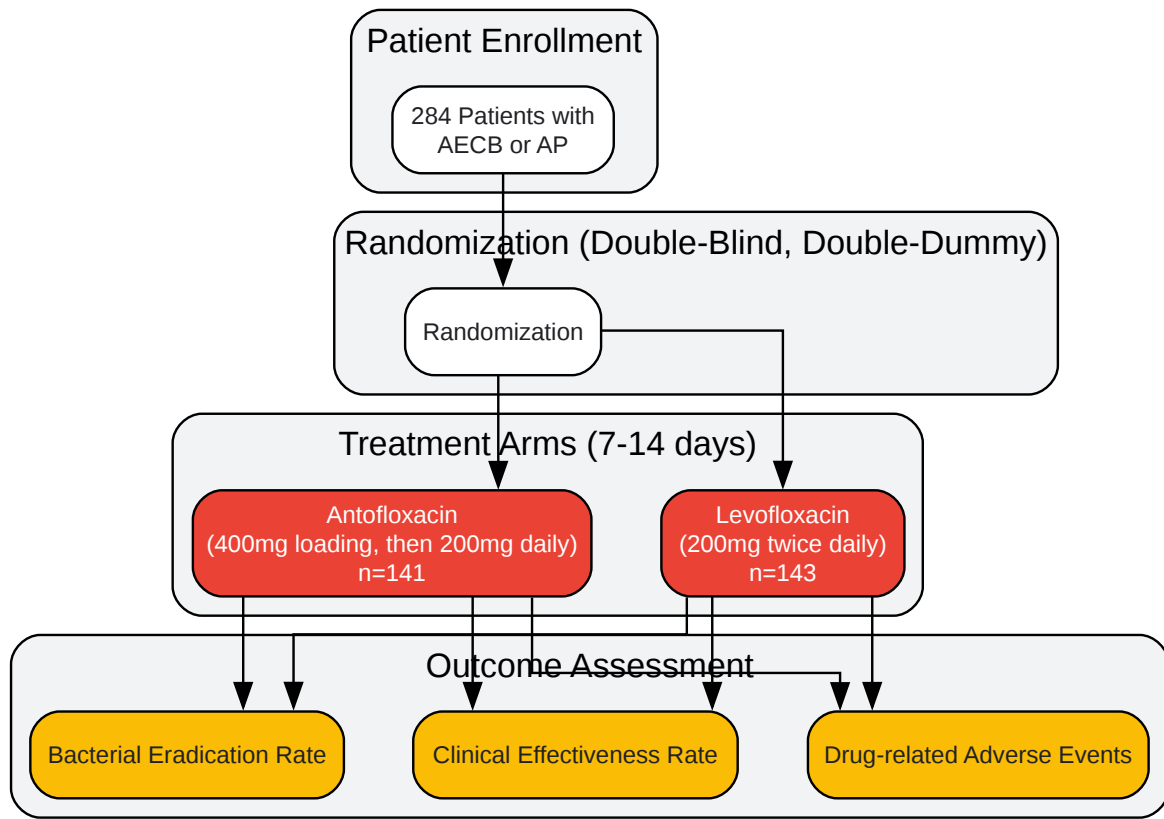 Patient Enrollment
284 Patients with
AECB or AP
Randomization (Double-Blind, Double-Dummy)
Randomization
Treatment Arms (7-14 days)
Antofloxacin
(400mg loading, then 200mg daily)
n=141
Levofloxacin
(200mg twice daily)
n=143
Outcome Assessment
Bacterial Eradication Rate
Clinical Effectiveness Rate
Drug-related Adverse Events